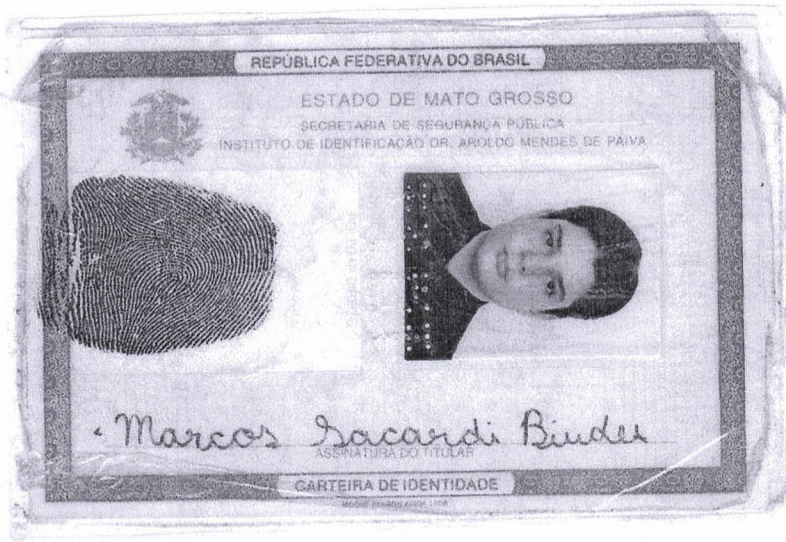 REPÚBLICA FEDERATIVA DO BRASIL
ESTADO DE MATO GROSSO
SECRETARIA DE SEGURANÇA PÚBLICA
INSTITUTO DE IDENTIFICAÇÃO DR. AROLDO MENDES DE PAIVA
Marcos Sacardi
ASSINATURA DO TITULAR
CARTEIRA DE IDENTIDADE